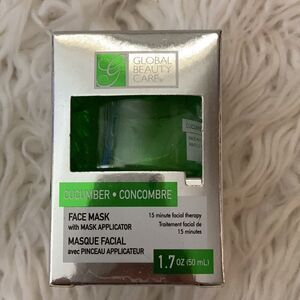 GLOBAL
BEAUTY
CARE
CUCUMBER • CONCOMBRE
FACE MASK
with MASK APPLICATOR
MASQUE FACIAL
avec PINCEAU APPLICATEUR
15 minute facial therapy
Traitement facial de
15 minutes
1.7 OZ (50 mL)